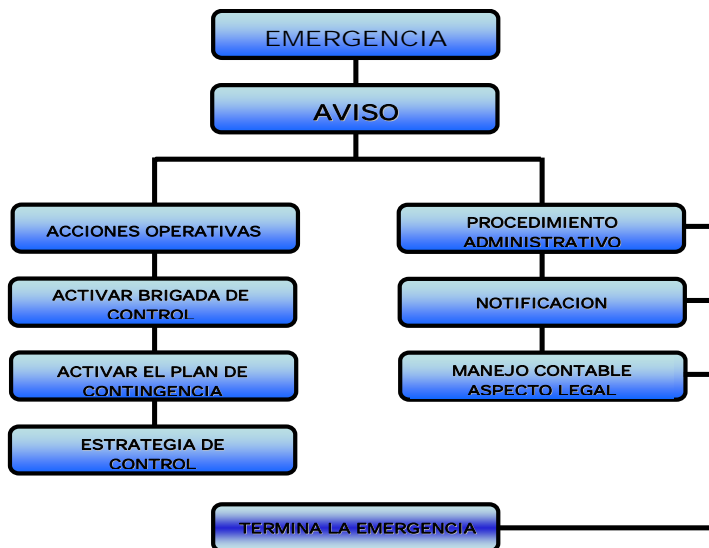 EMERGENCIA
AVISO
ACCIONES OPERATIVAS
ACTIVAR BRIGADA DE
CONTROL
ACTIVAR EL PLAN DE
CONTINGENCIA
ESTRATEGIA DE
CONTROL
PROCEDIMIENTO
ADMINISTRATIVO
NOTIFICACION
MANEJO CONTABLE
ASPECTO LEGAL
TERMINA LA EMERGENCIA